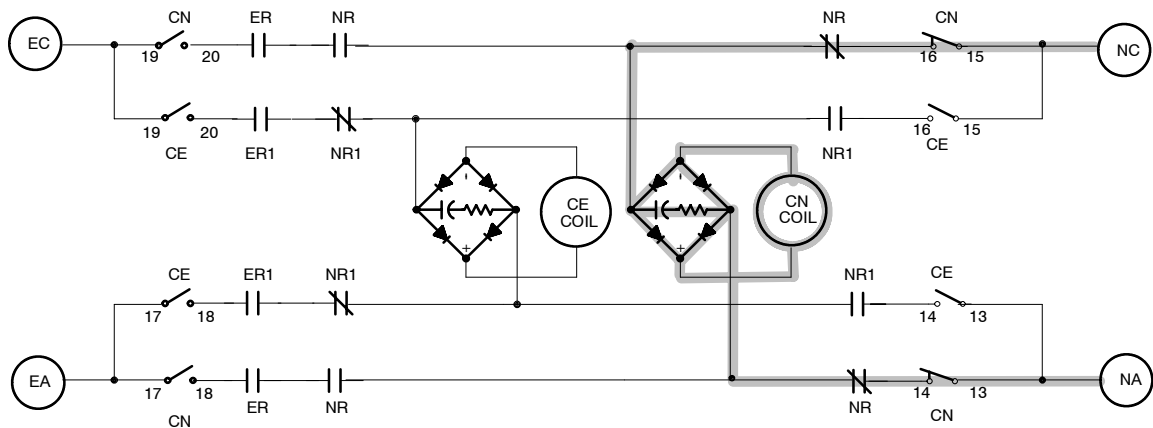 CN ER NR NR CN
EC NC
19 20 16 15
19 20 16 15
CE ER1 NR1 NR1 CE
- -
CE COIL
CN COIL
+ +
CE ER1 NR1 NR1 CE
17 18 14 13
EA NA
17 18 14 13
CN ER NR NR CN